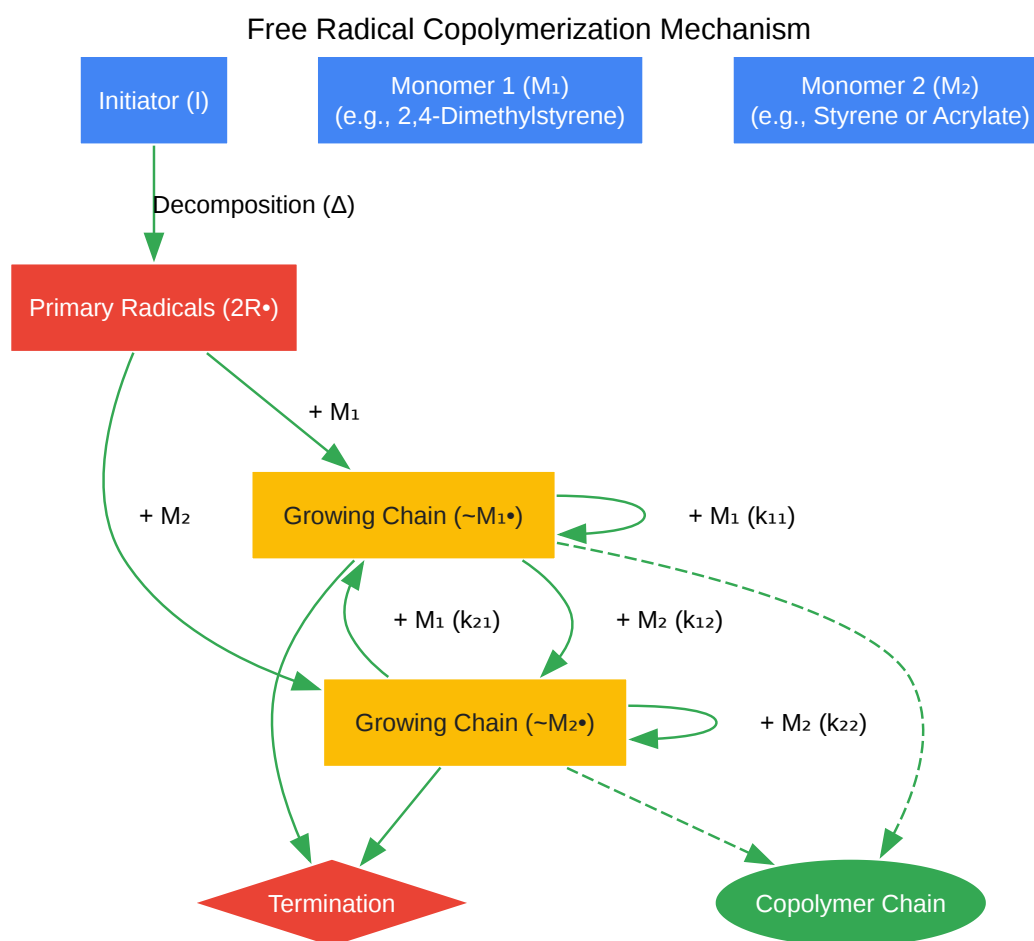 Free Radical Copolymerization Mechanism
Initiator (I)
Monomer 1 (M₁)
(e.g., 2,4-Dimethylstyrene)
Monomer 2 (M₂)
(e.g., Styrene or Acrylate)
Decomposition (Δ)
Primary Radicals (2R•)
+ M₁
+ M₂
Growing Chain (~M₁•)
+ M₁ (k₁₁)
+ M₁ (k₂₁)
+ M₂ (k₁₂)
Growing Chain (~M₂•)
+ M₂ (k₂₂)
Termination
Copolymer Chain